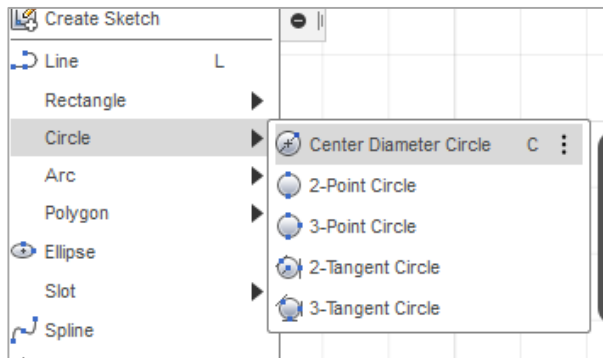 Create Sketch
Line L
Rectangle
Circle
Center Diameter Circle C
Arc
2-Point Circle
Polygon
3-Point Circle
Ellipse
2-Tangent Circle
Slot
3-Tangent Circle
Spline